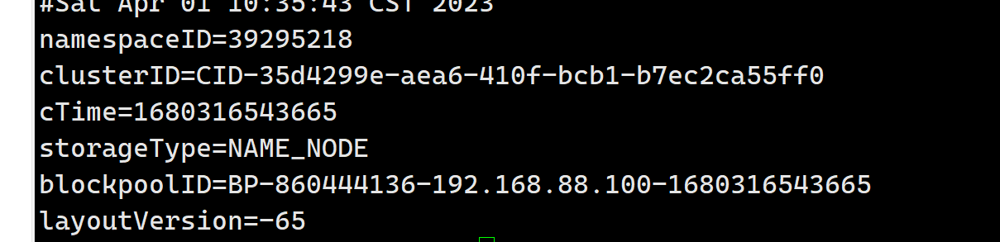 #Sat Apr 01 10:35:43 CST 2023
namespaceID=39295218
clusterID=CID-35d4299e-aea6-410f-bcb1-b7ec2ca55ff0
cTime=1680316543665
storageType=NAME_NODE
blockpoolID=BP-860444136-192.168.88.100-1680316543665
layoutVersion=-65